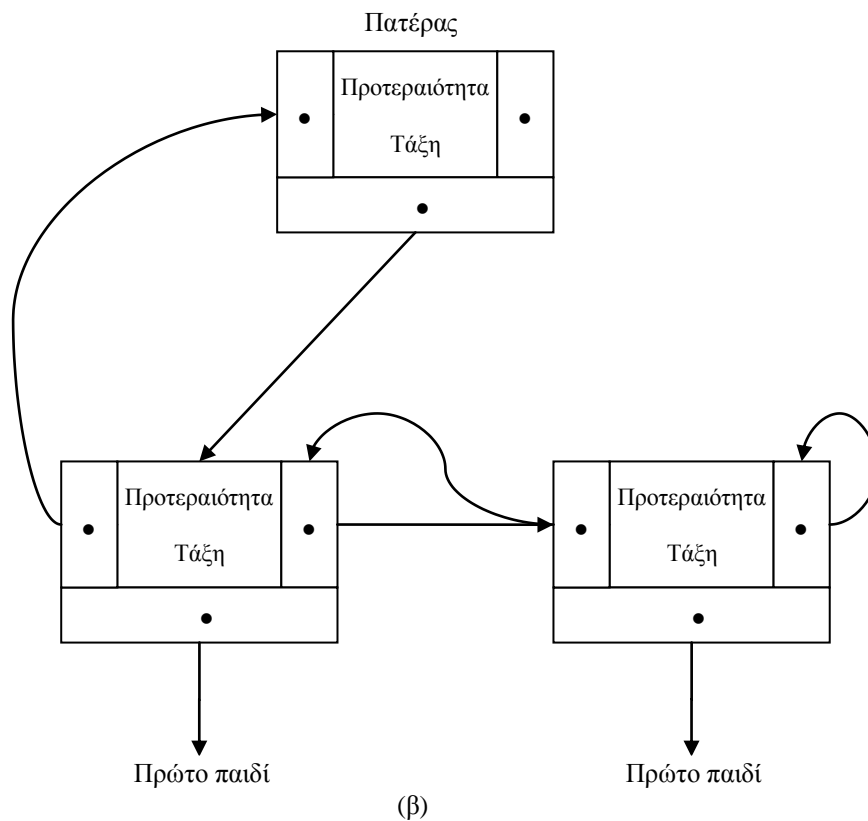 Πατέρας
Προτεραιότητα
Τάξη
Προτεραιότητα
Τάξη
Προτεραιότητα
Τάξη
Πρώτο παιδί
Πρώτο παιδί
(β)